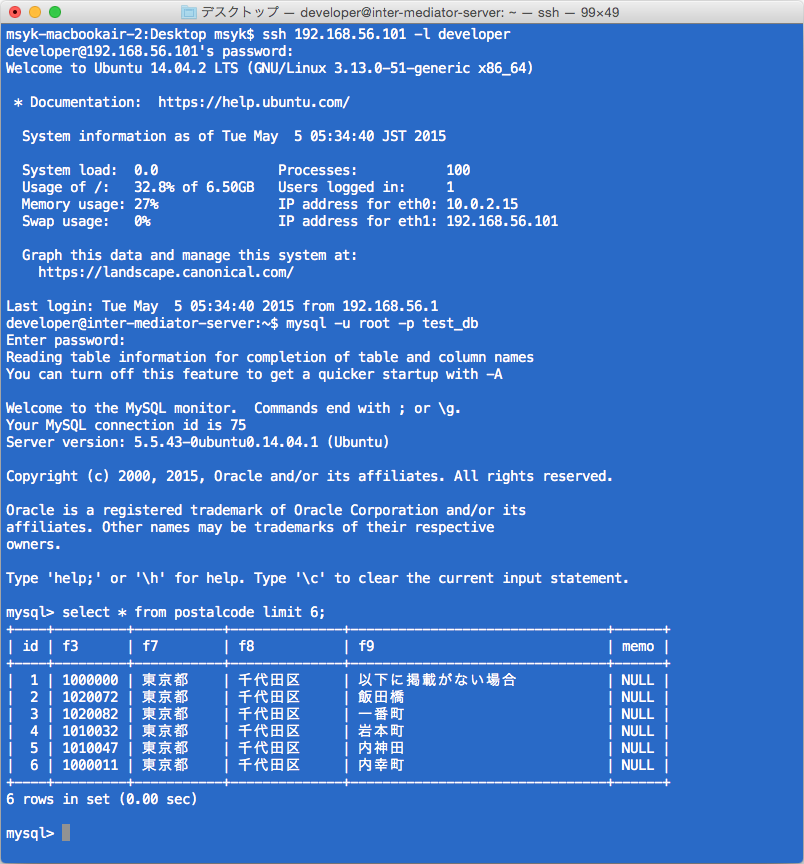 デスクトップ — developer@inter-mediator-server: ~ — ssh — 99×49
msyk-macbookair-2:Desktop msyk$ ssh 192.168.56.101 -l developer
developer@192.168.56.101's password:
Welcome to Ubuntu 14.04.2 LTS (GNU/Linux 3.13.0-51-generic x86_64)

 * Documentation:  https://help.ubuntu.com/

  System information as of Tue May  5 05:34:40 JST 2015

  System load:  0.0               Processes:           100
  Usage of /:   32.8% of 6.50GB   Users logged in:     1
  Memory usage: 27%               IP address for eth0: 10.0.2.15
  Swap usage:   0%                IP address for eth1: 192.168.56.101

  Graph this data and manage this system at:
    https://landscape.canonical.com/

Last login: Tue May  5 05:34:40 2015 from 192.168.56.1
developer@inter-mediator-server:~$ mysql -u root -p test_db
Enter password:
Reading table information for completion of table and column names
You can turn off this feature to get a quicker startup with -A

Welcome to the MySQL monitor.  Commands end with ; or \g.
Your MySQL connection id is 75
Server version: 5.5.43-0ubuntu0.14.04.1 (Ubuntu)

Copyright (c) 2000, 2015, Oracle and/or its affiliates. All rights reserved.

Oracle is a registered trademark of Oracle Corporation and/or its
affiliates. Other names may be trademarks of their respective
owners.

Type 'help;' or '\h' for help. Type '\c' to clear the current input statement.

mysql> select * from postalcode limit 6;
+----+---------+-----------+--------------+--------------------------------+------+
| id | f3      | f7        | f8           | f9                             | memo |
+----+---------+-----------+--------------+--------------------------------+------+
|  1 | 1000000 | 東京都    | 千代田区     | 以下に掲載がない場合           | NULL |
|  2 | 1020072 | 東京都    | 千代田区     | 飯田橋                         | NULL |
|  3 | 1020082 | 東京都    | 千代田区     | 一番町                         | NULL |
|  4 | 1010032 | 東京都    | 千代田区     | 岩本町                         | NULL |
|  5 | 1010047 | 東京都    | 千代田区     | 内神田                         | NULL |
|  6 | 1000011 | 東京都    | 千代田区     | 内幸町                         | NULL |
+----+---------+-----------+--------------+--------------------------------+------+
6 rows in set (0.00 sec)

mysql>